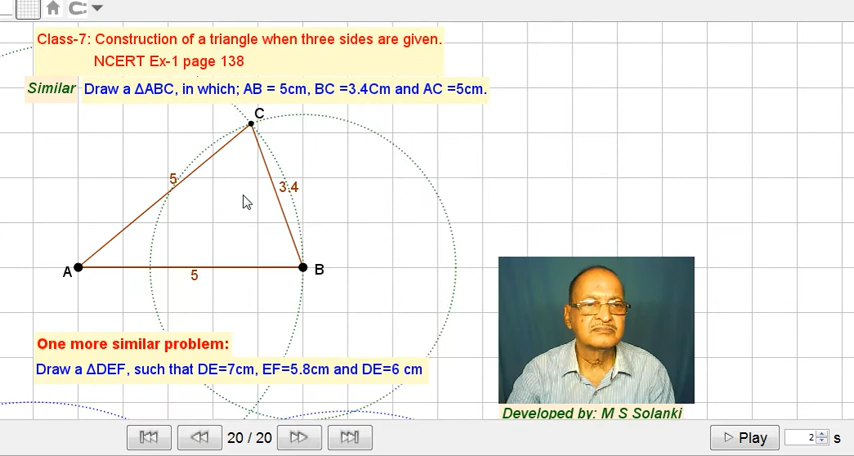 Class-7: Construction of a triangle when three sides are given.
NCERT Ex-1 page 138
Similar Draw a ΔABC, in which; AB = 5cm, BC =3.4Cm and AC =5cm.
C
5
3.4
A
B
5
One more similar problem:
Draw a ΔDEF, such that DE=7cm, EF=5.8cm and DE=6 cm
Developed by: M S Solanki
20 / 20
Play
2 s